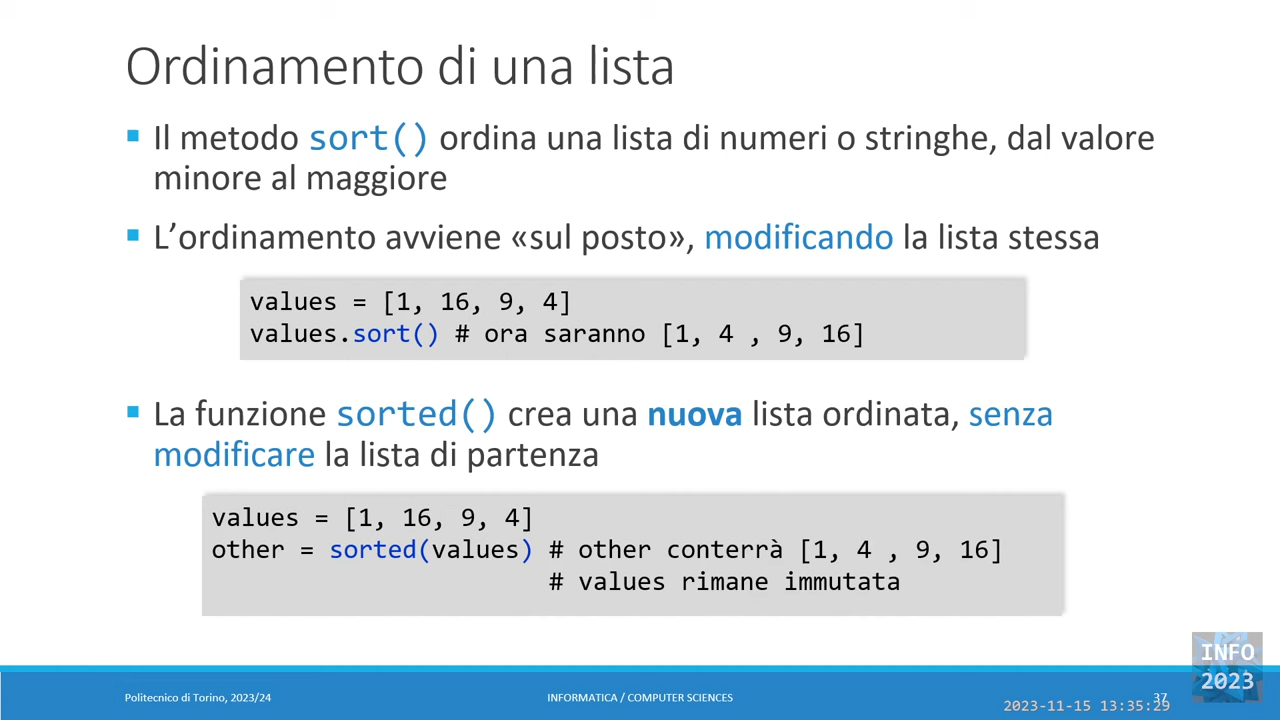 Ordinamento di una lista
Il metodo sort() ordina una lista di numeri o stringhe, dal valore
minore al maggiore
L’ordinamento avviene «sul posto», modificando la lista stessa
values = [1, 16, 9, 4]
values.sort() # ora saranno [1, 4 , 9, 16]
La funzione sorted() crea una nuova lista ordinata, senza
modificare la lista di partenza
values = [1, 16, 9, 4]
other = sorted(values) # other conterrà [1, 4 , 9, 16]
# values rimane immutata
Politecnico di Torino, 2023/24
INFORMATICA / COMPUTER SCIENCES
37
2023-11-15 13:35:29
INFO
2023